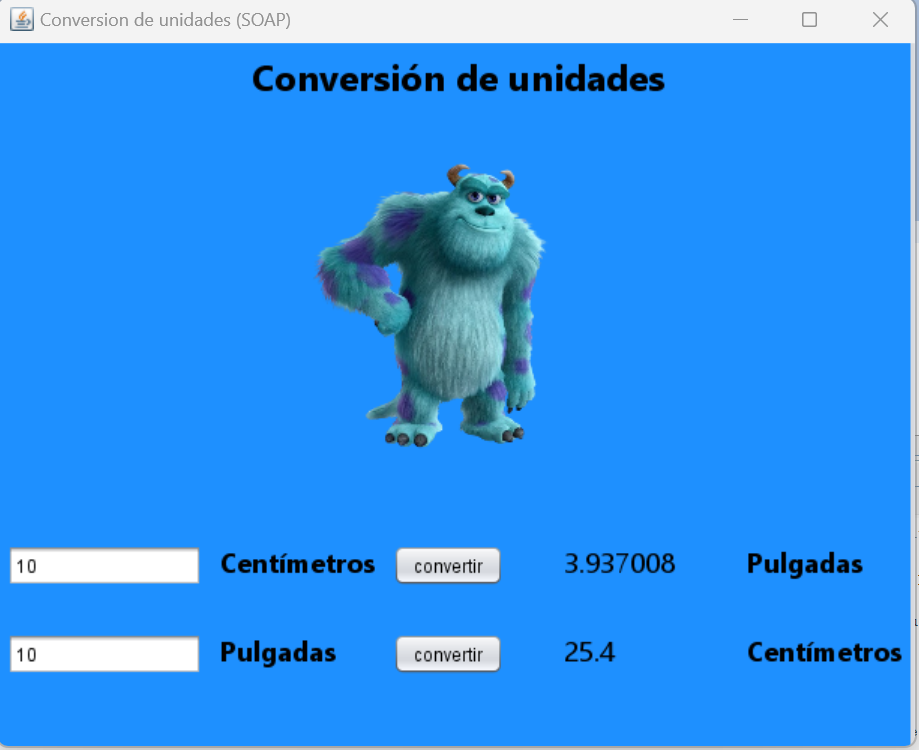 Conversion de unidades (SOAP)
Conversión de unidades
10 Centímetros convertir 3.937008 Pulgadas
10 Pulgadas convertir 25.4 Centímetros